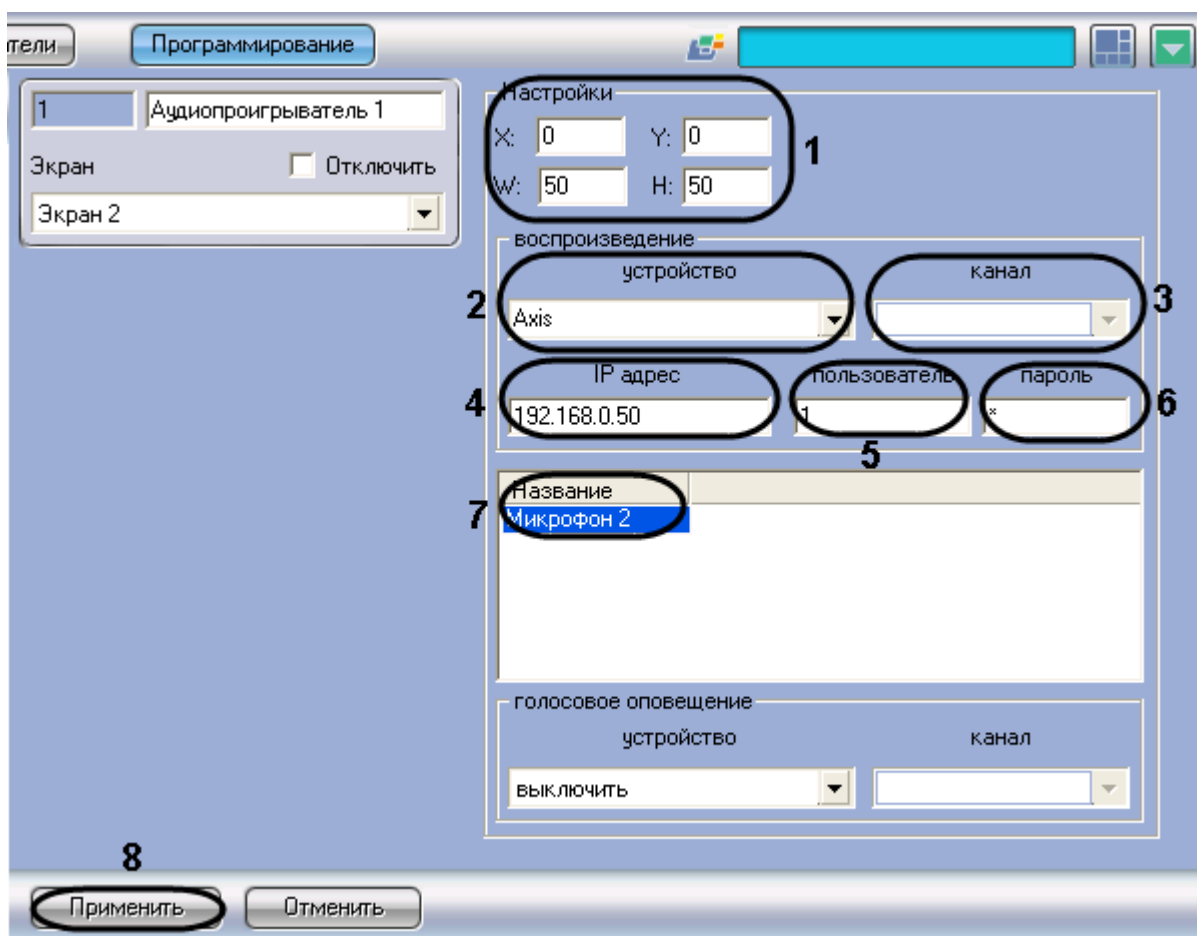 тели Программирование
1 Аудиопроигрыватель 1
Экран Отключить
Экран 2
Настройки
X: 0 Y: 0
1
W: 50 H: 50
воспроизведение
устройство канал
2 Axis 3
IP адрес пользователь пароль
4 192.168.0.50 1 * 6
5
Название
7 Микрофон 2
голосовое оповещение
устройство канал
выключить
8
Применить Отменить